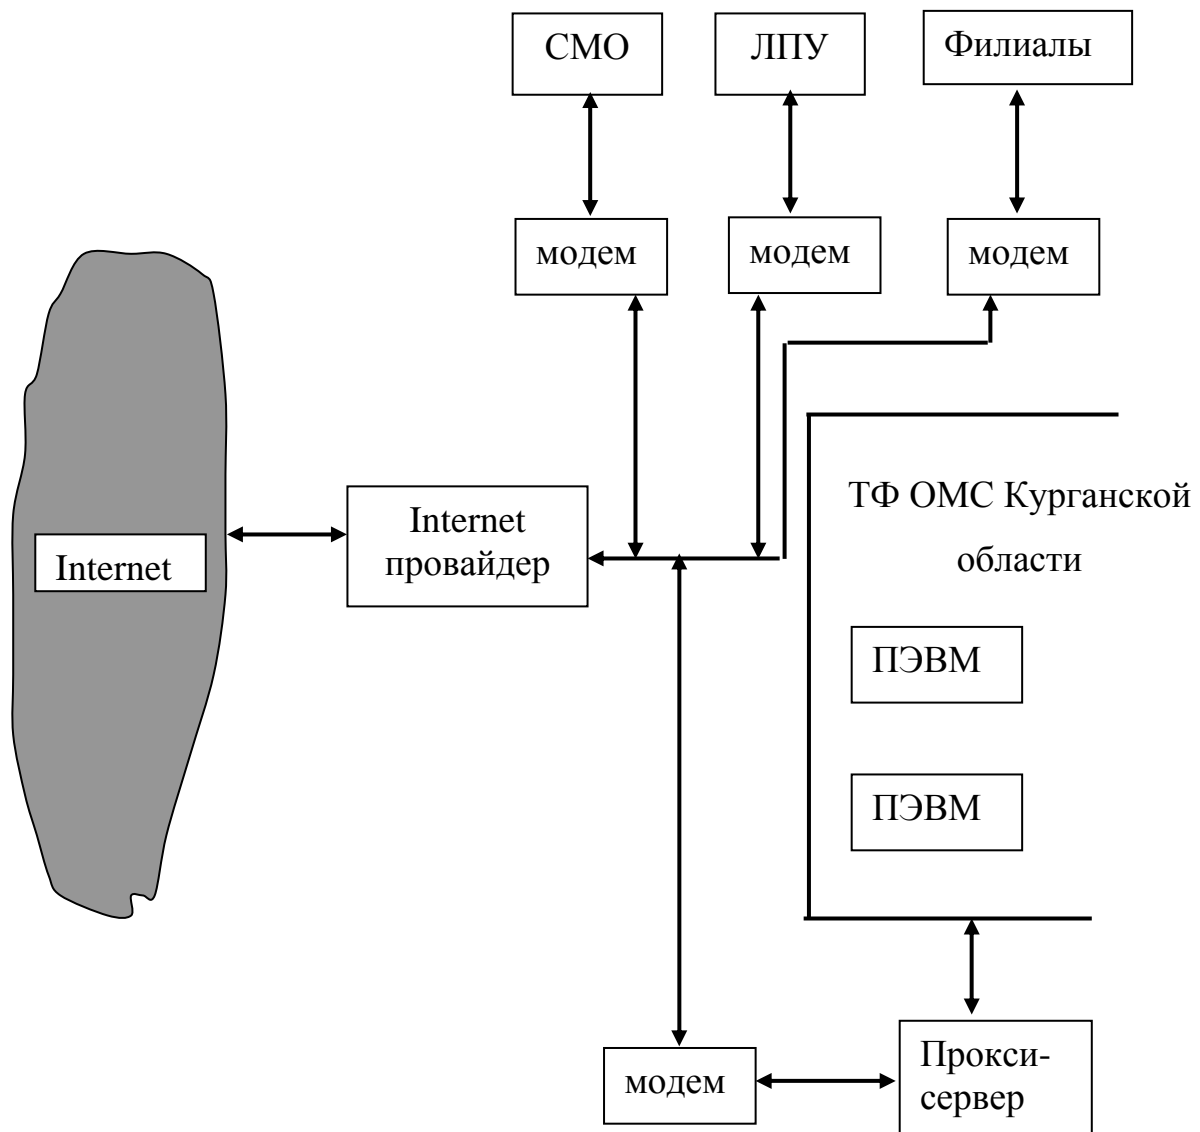 СМО
ЛПУ
Филиалы
модем
модем
модем
ТФ ОМС Курганской
области
Internet
провайдер
Internet
ПЭВМ
ПЭВМ
модем
Прокси-
сервер